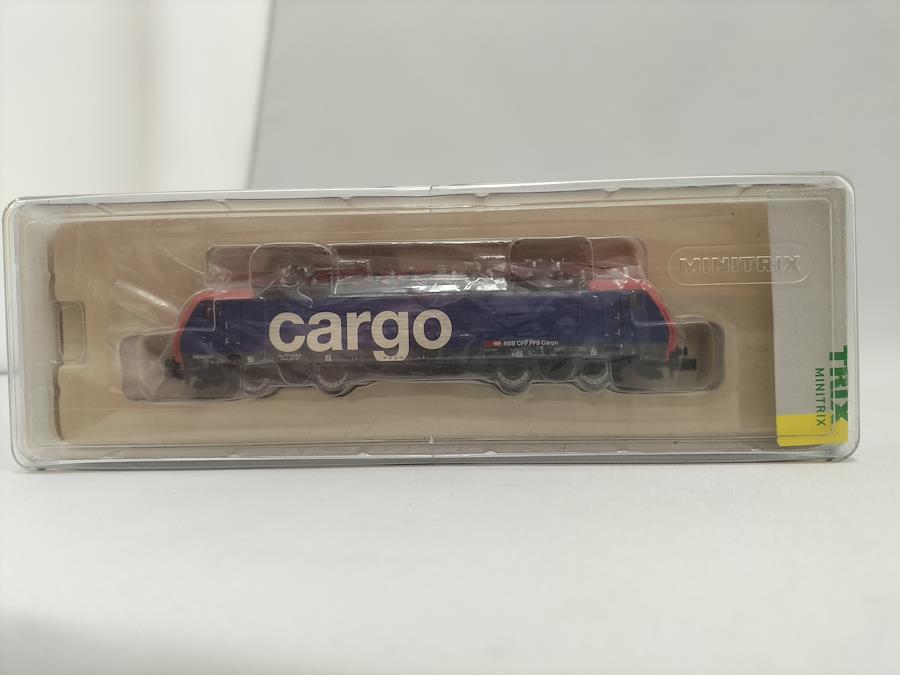 MINITRIX
cargo
SBB CFF FFS Cargo
TRIX
MINITRIX